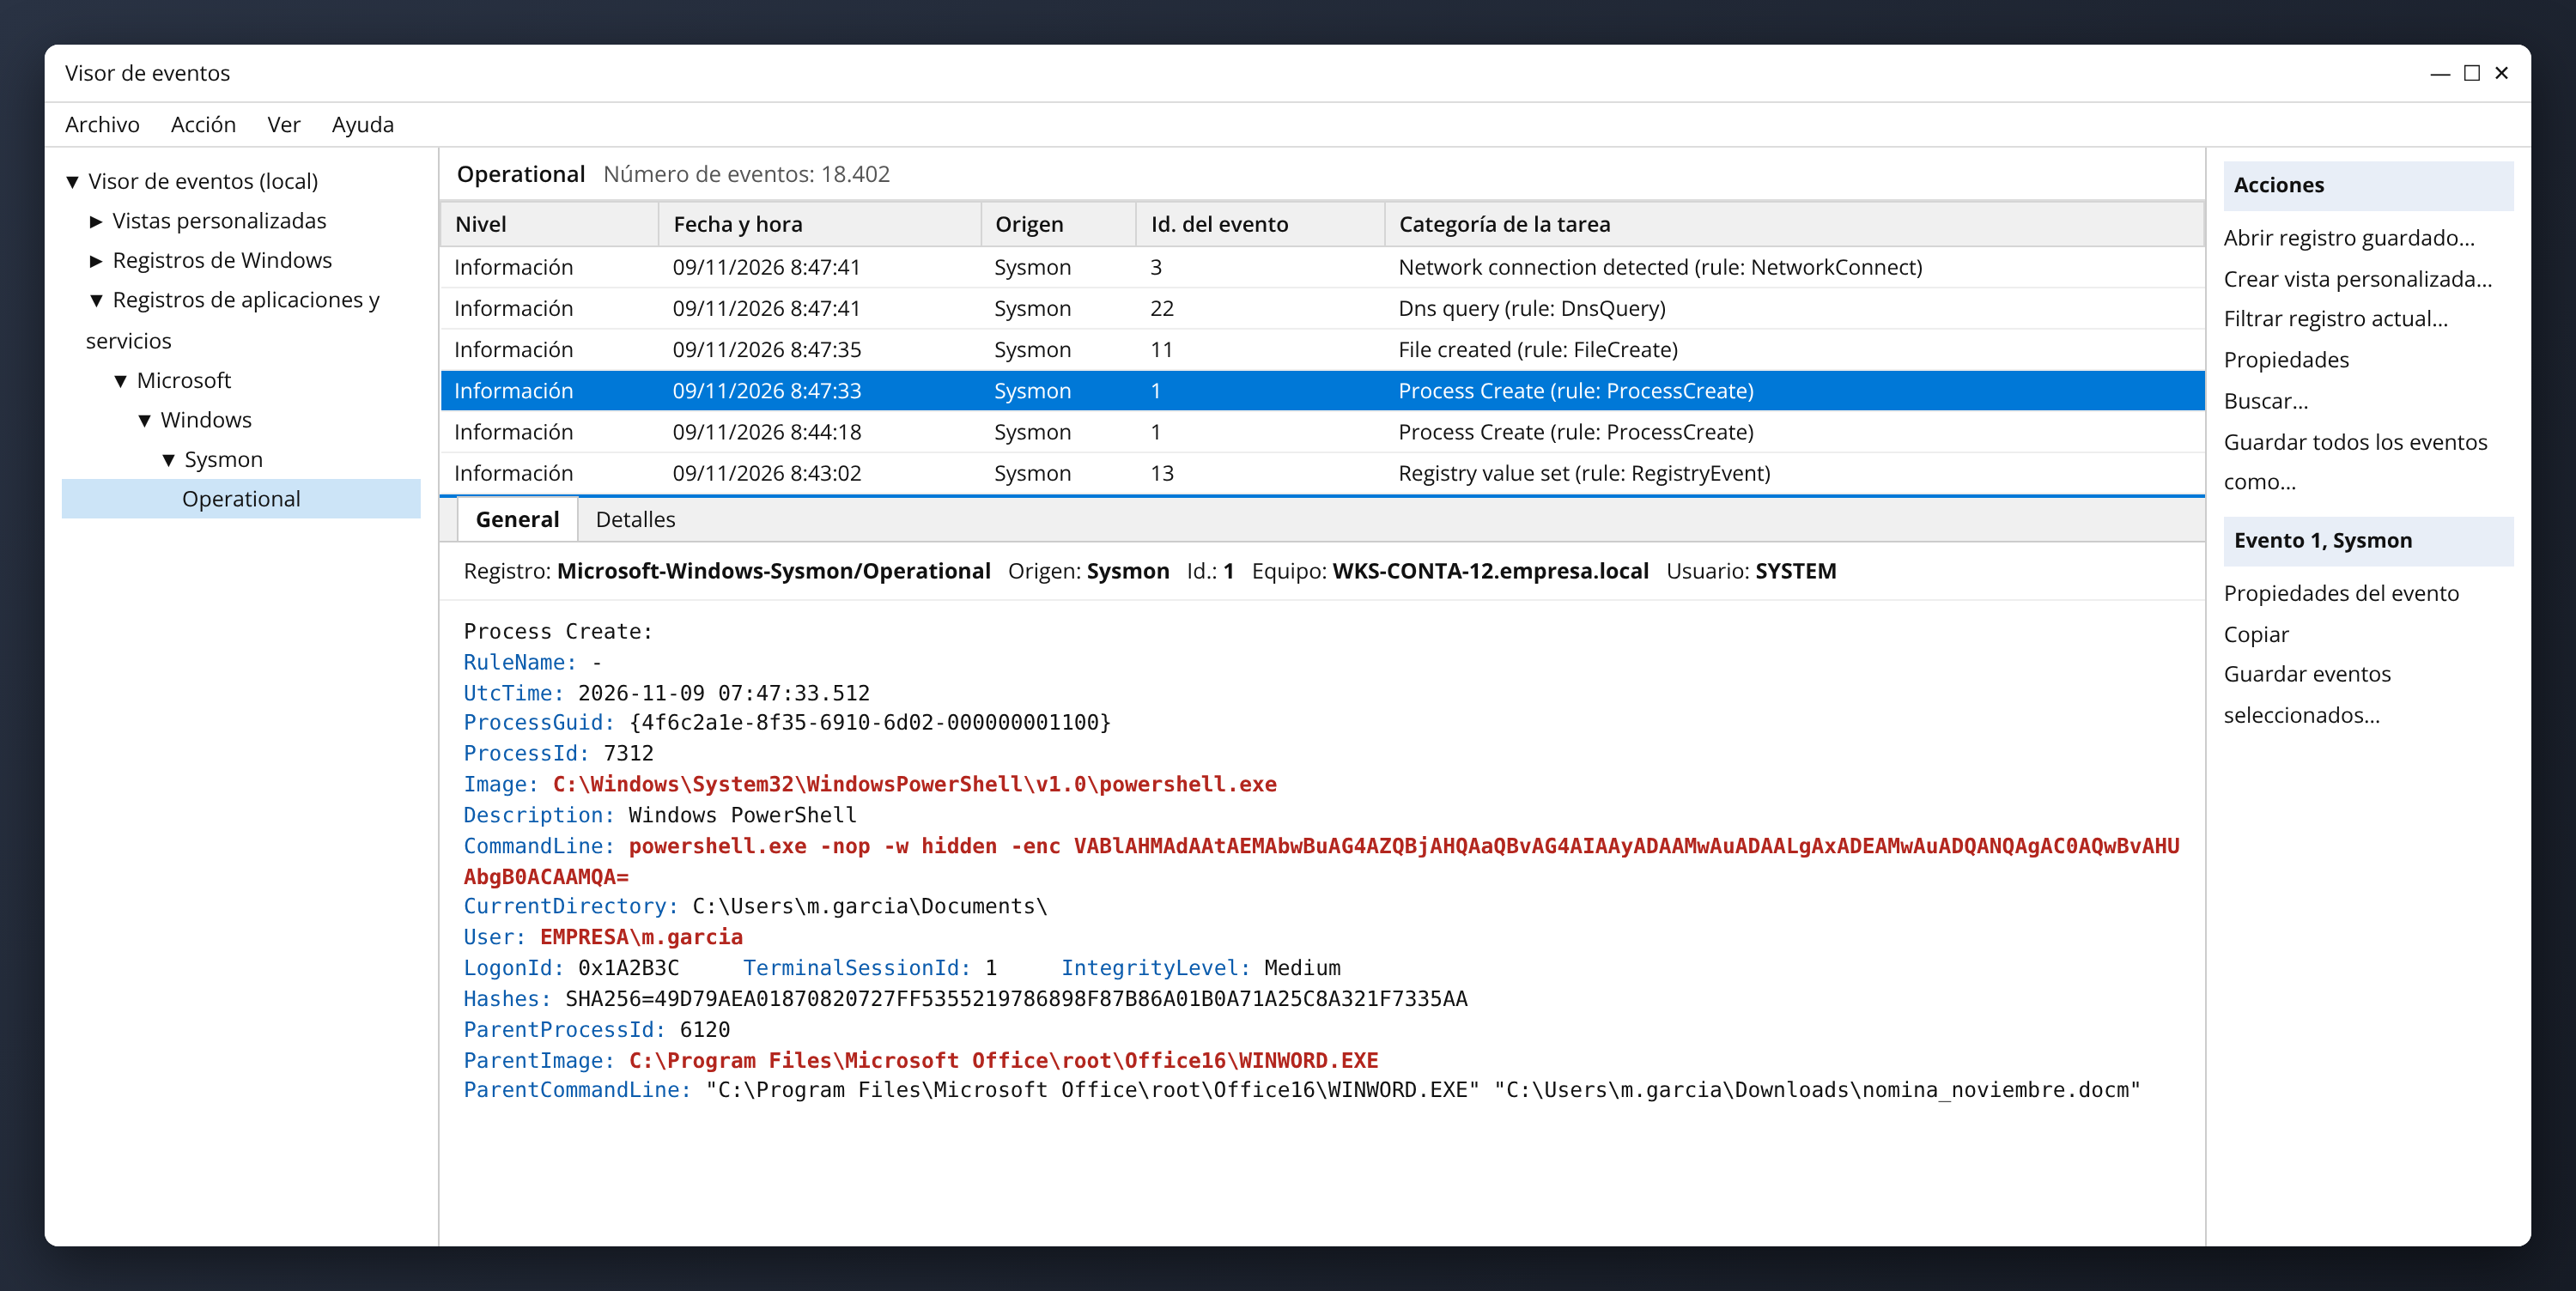 Visor de eventos
Archivo Acción Ver Ayuda
▼ Visor de eventos (local)
► Vistas personalizadas
► Registros de Windows
▼ Registros de aplicaciones y
servicios
▼ Microsoft
▼ Windows
▼ Sysmon
Operational
Operational Número de eventos: 18.402
Nivel Fecha y hora Origen Id. del evento Categoría de la tarea
Información 09/11/2026 8:47:41 Sysmon 3 Network connection detected (rule: NetworkConnect)
Información 09/11/2026 8:47:41 Sysmon 22 Dns query (rule: DnsQuery)
Información 09/11/2026 8:47:35 Sysmon 11 File created (rule: FileCreate)
Información 09/11/2026 8:47:33 Sysmon 1 Process Create (rule: ProcessCreate)
Información 09/11/2026 8:44:18 Sysmon 1 Process Create (rule: ProcessCreate)
Información 09/11/2026 8:43:02 Sysmon 13 Registry value set (rule: RegistryEvent)
General Detalles
Registro: Microsoft-Windows-Sysmon/Operational Origen: Sysmon Id.: 1 Equipo: WKS-CONTA-12.empresa.local Usuario: SYSTEM
Process Create:
RuleName: -
UtcTime: 2026-11-09 07:47:33.512
ProcessGuid: {4f6c2a1e-8f35-6910-6d02-000000001100}
ProcessId: 7312
Image: C:\Windows\System32\WindowsPowerShell\v1.0\powershell.exe
Description: Windows PowerShell
CommandLine: powershell.exe -nop -w hidden -enc VABlAHMAdAAtAEMAbwBuAG4AZQBjAHQAaQBvAG4AIAAyADAAMwAuADAALgAxADEAMwAuADQANQAgAC0AQwBvAHU
AbgB0ACAAMQA=
CurrentDirectory: C:\Users\m.garcia\Documents\
User: EMPRESA\m.garcia
LogonId: 0x1A2B3C TerminalSessionId: 1 IntegrityLevel: Medium
Hashes: SHA256=49D79AEA01870820727FF5355219786898F87B86A01B0A71A25C8A321F7335AA
ParentProcessId: 6120
ParentImage: C:\Program Files\Microsoft Office\root\Office16\WINWORD.EXE
ParentCommandLine: "C:\Program Files\Microsoft Office\root\Office16\WINWORD.EXE" "C:\Users\m.garcia\Downloads\nomina_noviembre.docm"
Acciones
Abrir registro guardado...
Crear vista personalizada...
Filtrar registro actual...
Propiedades
Buscar...
Guardar todos los eventos
como...
Evento 1, Sysmon
Propiedades del evento
Copiar
Guardar eventos
seleccionados...